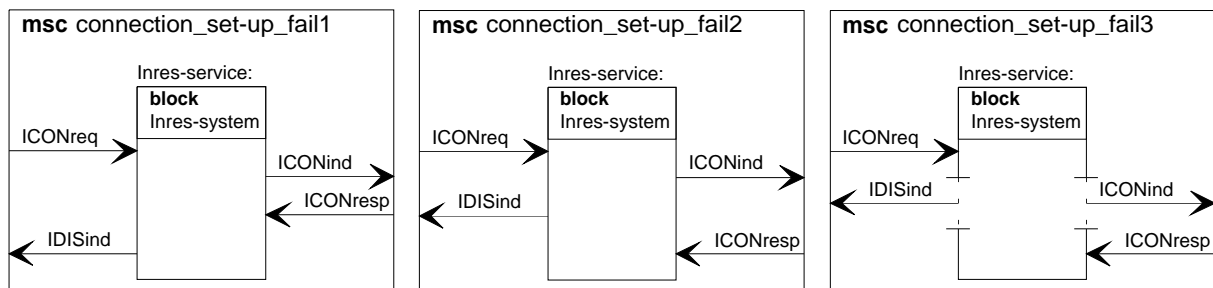 msc connection_set-up_fail1
Inres-service:
block
Inres-system
ICONreq
ICONind
ICONresp
IDISind
msc connection_set-up_fail2
Inres-service:
block
Inres-system
ICONreq
ICONind
IDISind
ICONresp
msc connection_set-up_fail3
Inres-service:
block
Inres-system
ICONreq
IDISind
ICONind
ICONresp